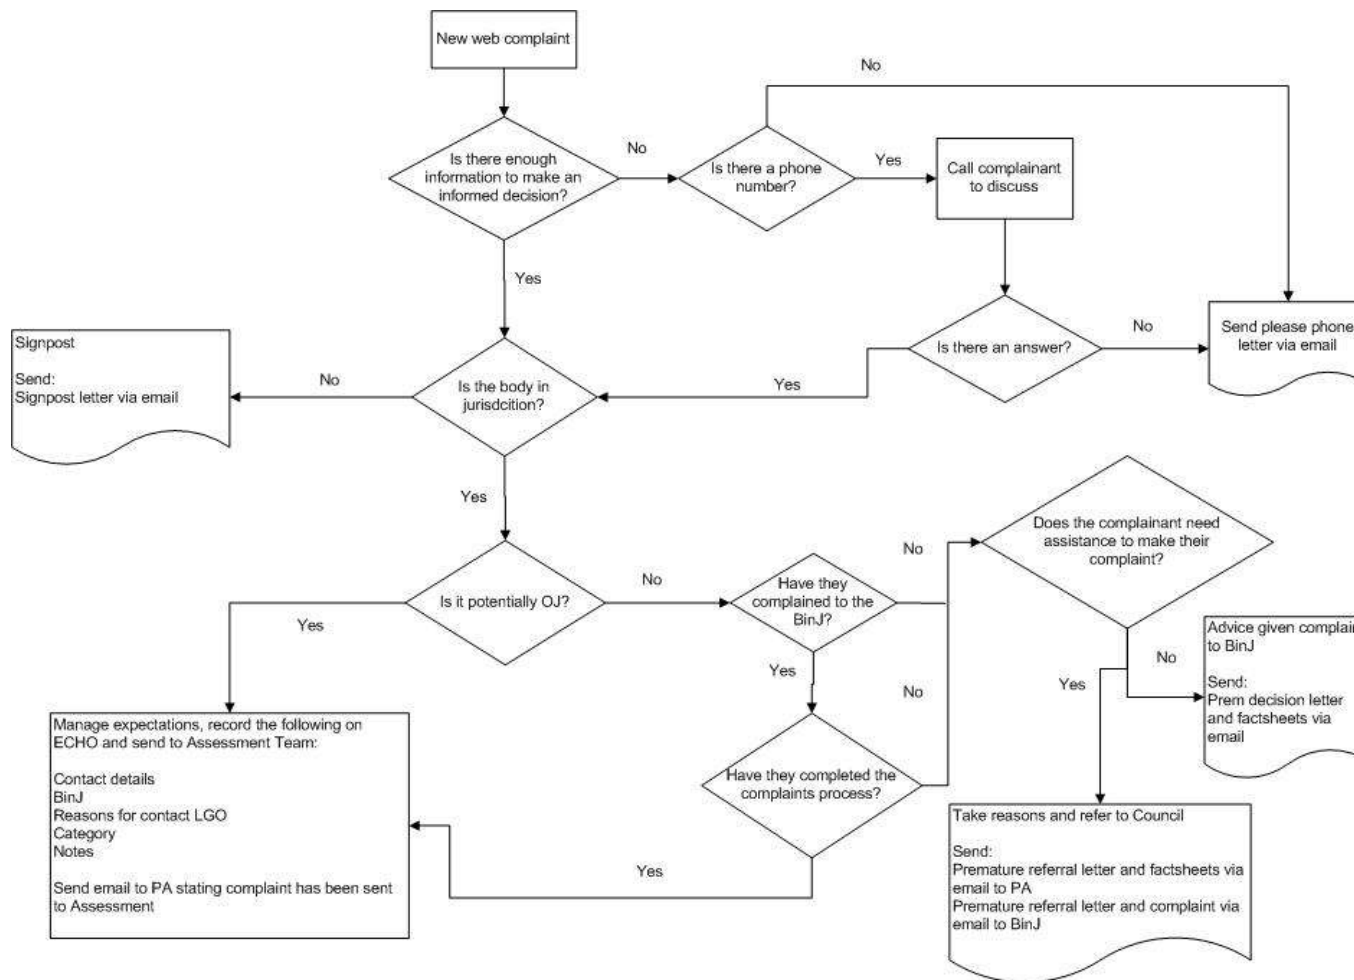 New web complaint
No
Is there enough
information to make an
informed decision?
No
Is there a phone
number?
Yes
Call complainant
to discuss
Yes
Signpost
Send:
Signpost letter via email
No
Is the body in
jurisdcition?
Yes
Is there an answer?
No
Send please phone
letter via email
Yes
Does the complainant need
assistance to make their
complaint?
Is it potentially OJ?
No
Have they
complained to the
BinJ?
No
Yes
Yes
No
Yes
No
Advice given complain
to BinJ
Send:
Prem decision letter
and factsheets via
email
Manage expectations, record the following on
ECHO and send to Assessment Team:
Contact details
BinJ
Reasons for contact LGO
Category
Notes
Send email to PA stating complaint has been sent
to Assessment
Have they completed the
complaints process?
Yes
Take reasons and refer to Council
Send:
Premature referral letter and factsheets via
email to PA
Premature referral letter and complaint via
email to BinJ